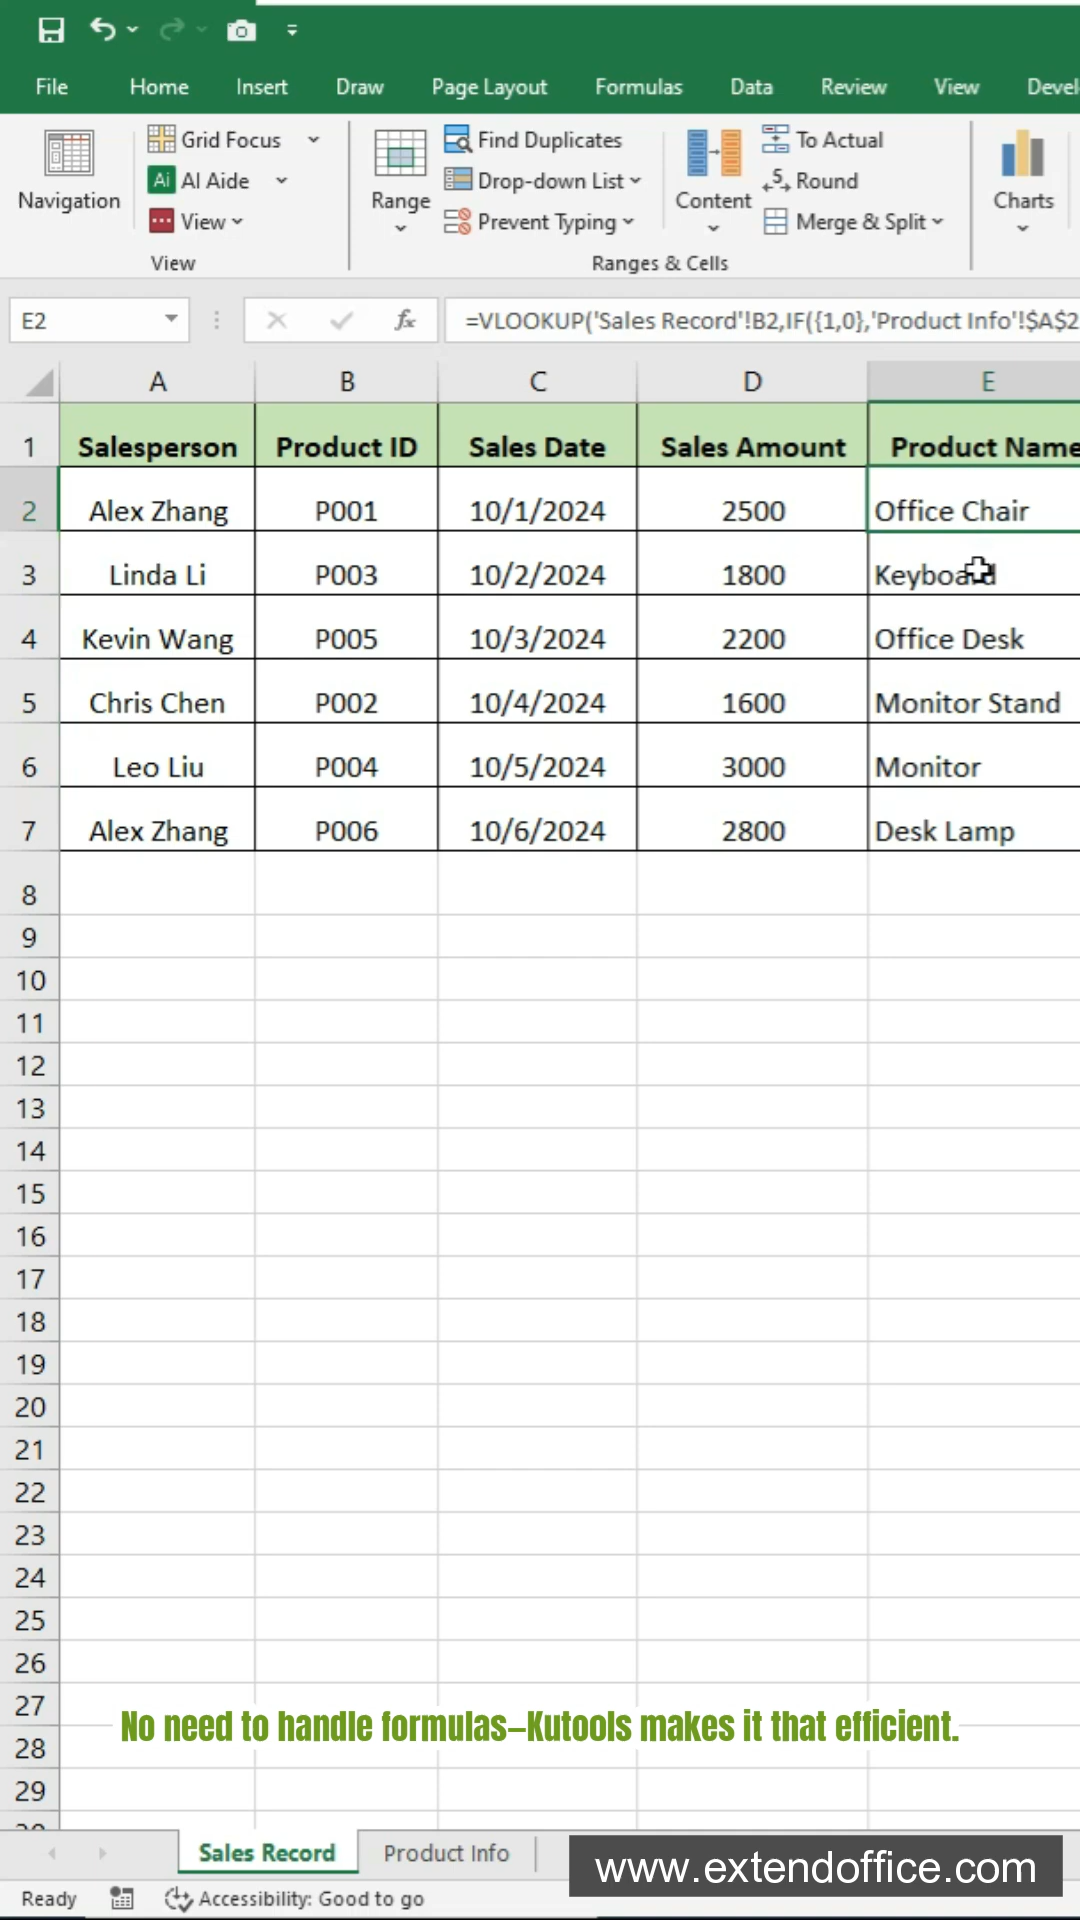 File Home Insert Draw Page Layout Formulas Data Review View Devel
Navigation
Grid Focus
Ai AI Aide
View
View
Range
Find Duplicates
Drop-down List
Prevent Typing
Content
To Actual
Round
Merge & Split
Ranges & Cells
Charts
E2 fx =VLOOKUP('Sales Record'!B2,IF({1,0},'Product Info'!$A$2
A B C D E
1 Salesperson Product ID Sales Date Sales Amount Product Name
2 Alex Zhang P001 10/1/2024 2500 Office Chair
3 Linda Li P003 10/2/2024 1800 Keyboard
4 Kevin Wang P005 10/3/2024 2200 Office Desk
5 Chris Chen P002 10/4/2024 1600 Monitor Stand
6 Leo Liu P004 10/5/2024 3000 Monitor
7 Alex Zhang P006 10/6/2024 2800 Desk Lamp
8
9
10
11
12
13
14
15
16
17
18
19
20
21
22
23
24
25
26
27
No need to handle formulas–Kutools makes it that efficient.
28
29
Sales Record Product Info
www.extendoffice.com
Ready Accessibility: Good to go